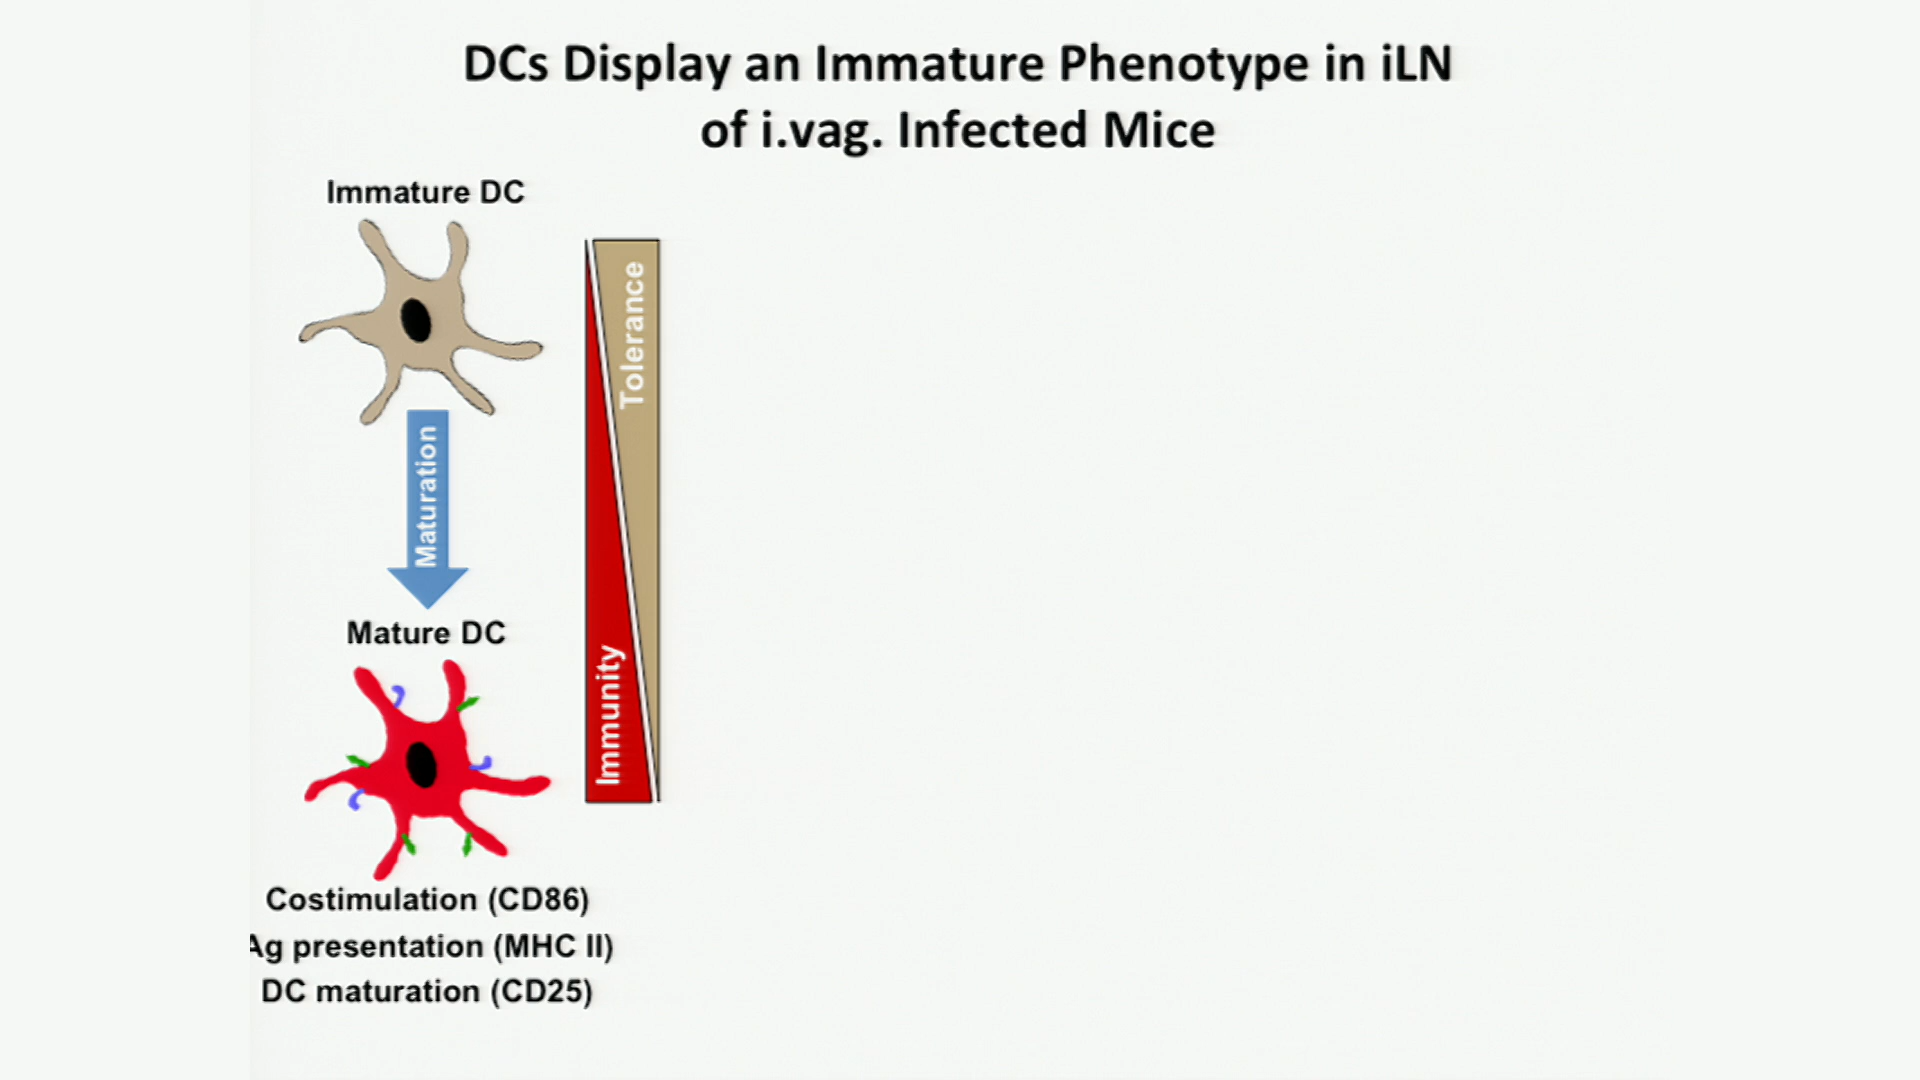 DCs Display an Immature Phenotype in iLN
of i.vag. Infected Mice
Immature DC
Tolerance
Maturation
Mature DC
Immunity
Costimulation (CD86)
Ag presentation (MHC II)
DC maturation (CD25)